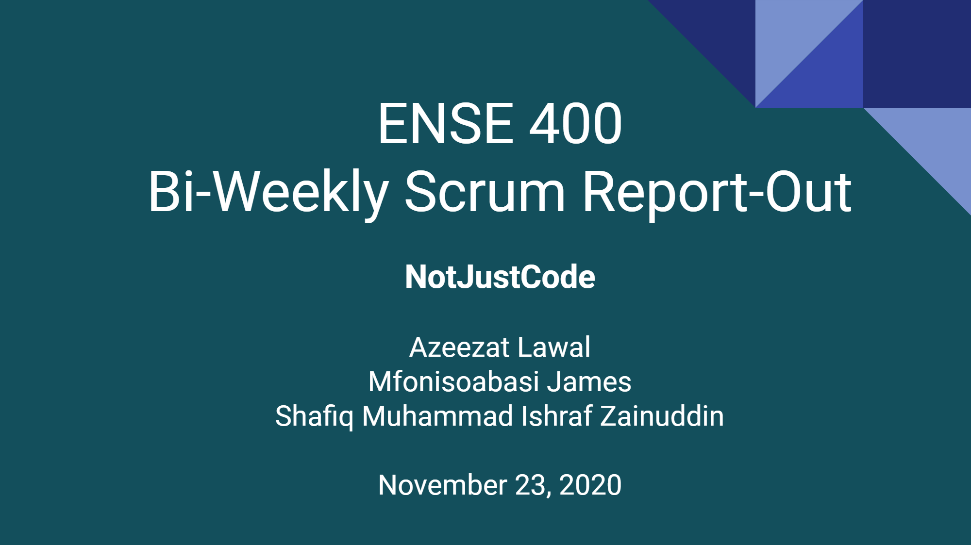 ENSE 400
Bi-Weekly Scrum Report-Out
NotJustCode
Azeezat Lawal
Mfonisoabasi James
Shafiq Muhammad Ishraf Zainuddin
November 23, 2020